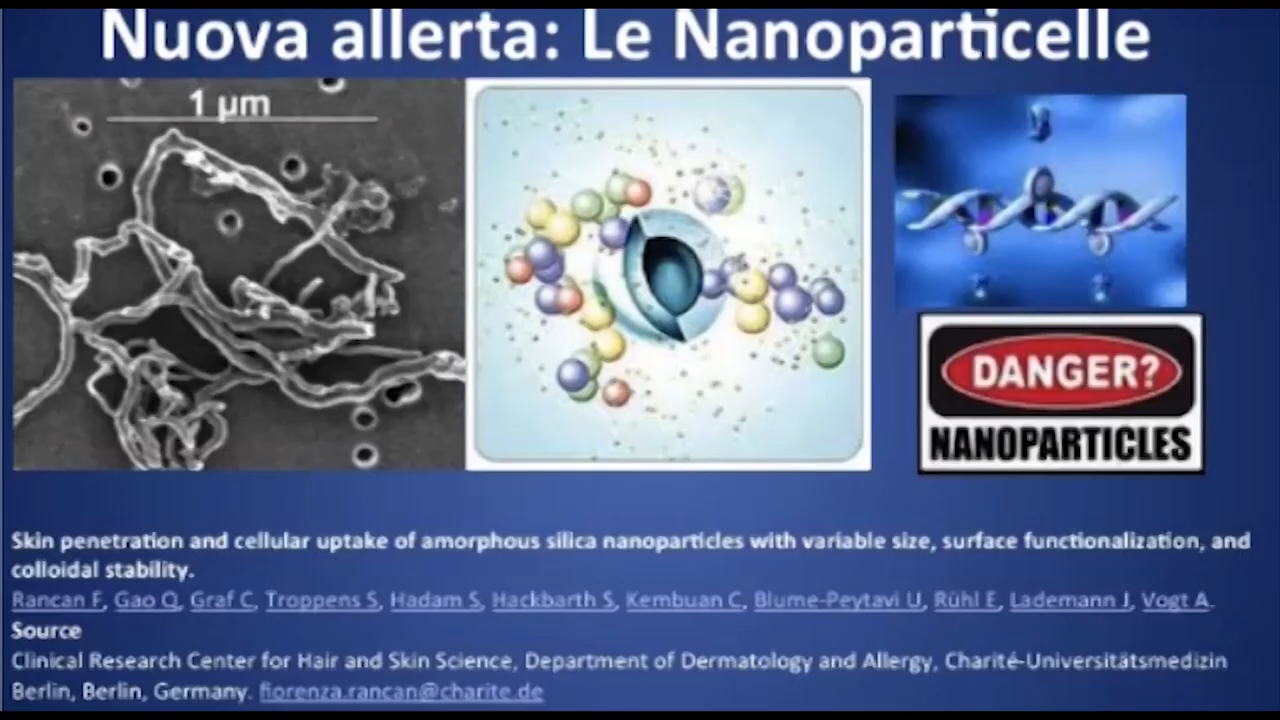 Nuova allerta: Le Nanoparticelle
1 µm
DANGER?
NANOPARTICLES
Skin penetration and cellular uptake of amorphous silica nanoparticles with variable size, surface functionalization, and
colloidal stability.
Rancan F, Gao Q, Graf C, Troppens S, Hadam S, Hackbarth S, Kembuan C, Blume-Peytavi U, Rühl E, Lademann J, Vogt A.
Source
Clinical Research Center for Hair and Skin Science, Department of Dermatology and Allergy, Charité-Universitätsmedizin
Berlin, Berlin, Germany. fiorenza.rancan@charite.de